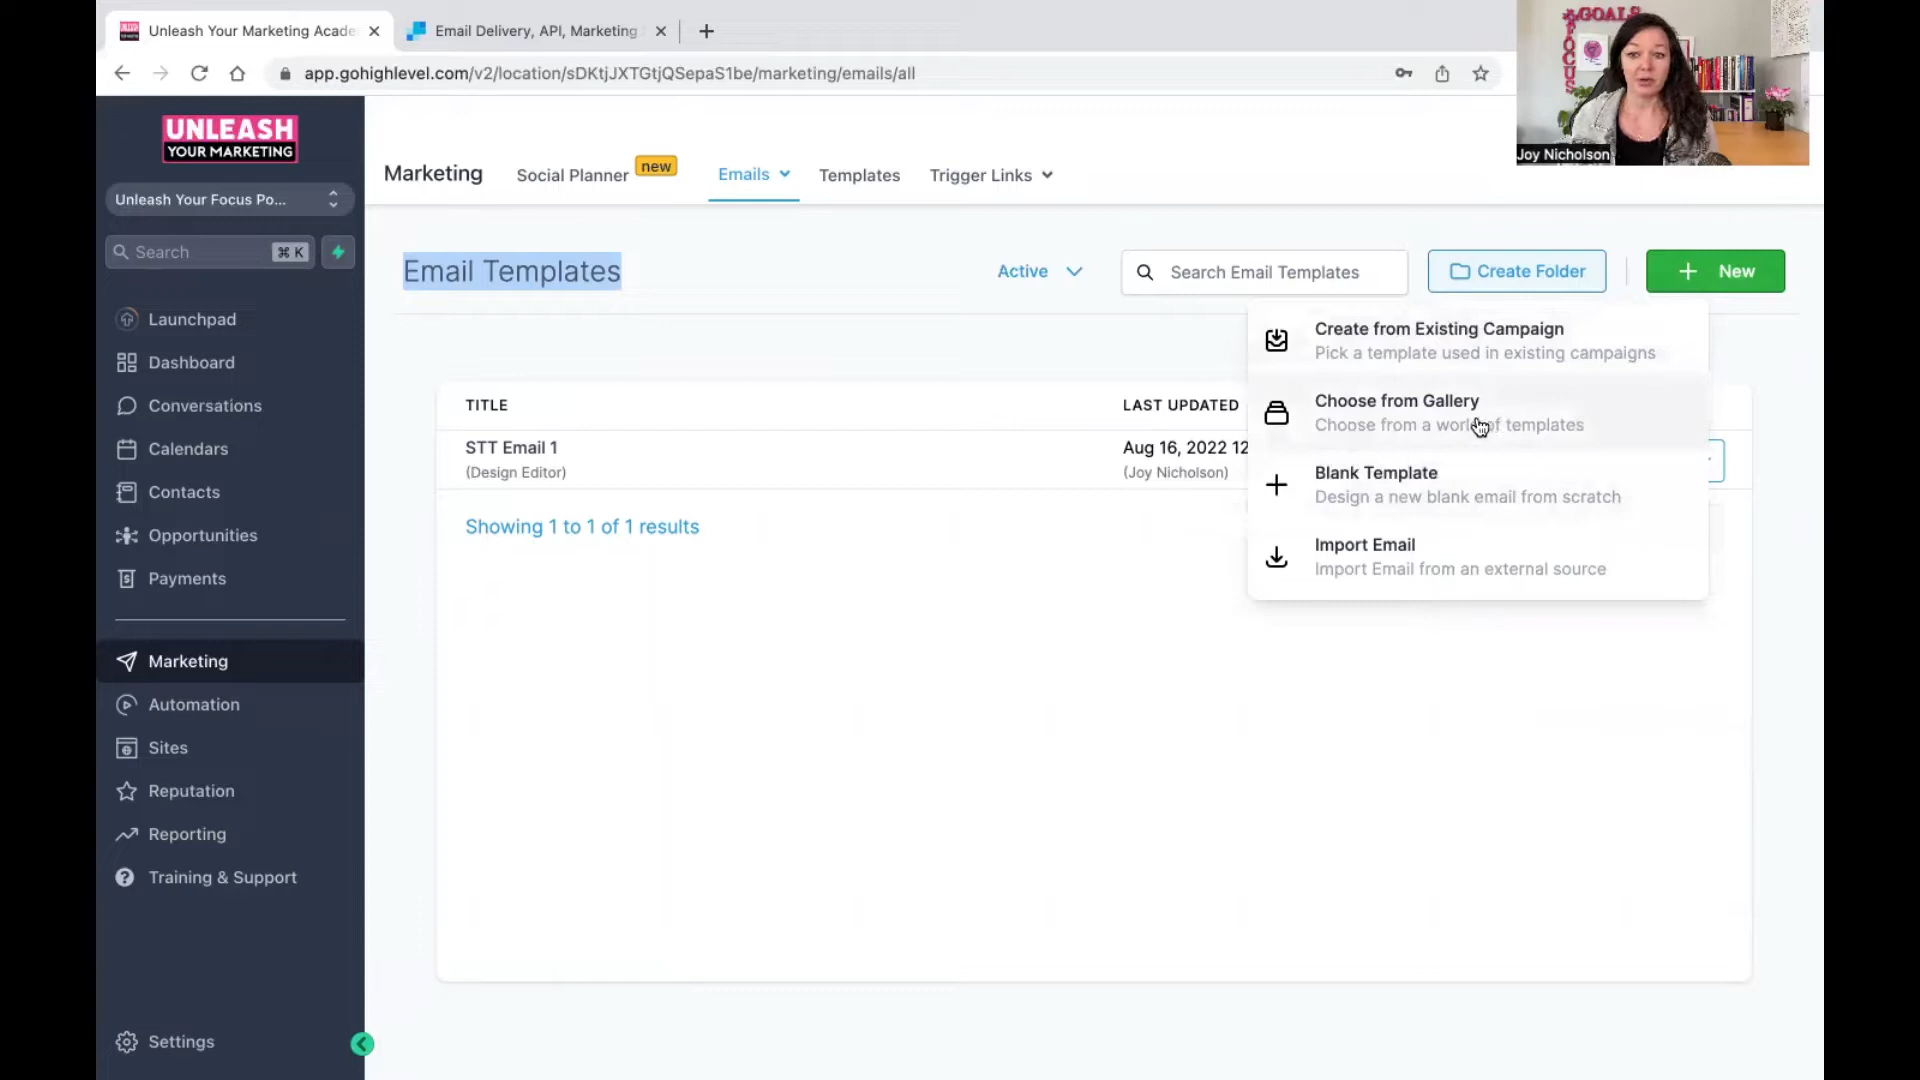 Unleash Your Marketing Acade
Email Delivery, API, Marketing
app.gohighlevel.com/v2/location/sDKtjJXTGtjQSepaS1be/marketing/emails/all
GOALS
FOCUS
Joy Nicholson
UNLEASH
YOUR MARKETING
Unleash Your Focus Po...
Search ⌘ K
Launchpad
Dashboard
Conversations
Calendars
Contacts
Opportunities
Payments
Marketing
Automation
Sites
Reputation
Reporting
Training & Support
Settings
Marketing Social Planner new Emails Templates Trigger Links
Email Templates Active Search Email Templates Create Folder + New
Create from Existing Campaign
Pick a template used in existing campaigns
Choose from Gallery
Choose from a world of templates
Blank Template
Design a new blank email from scratch
Import Email
Import Email from an external source
TITLE LAST UPDATED
STT Email 1 Aug 16, 2022 12
(Design Editor) (Joy Nicholson)
Showing 1 to 1 of 1 results